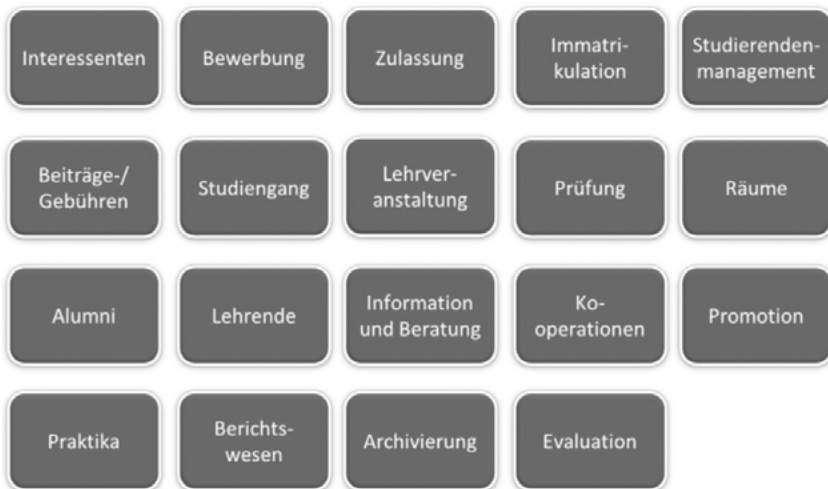 Interessenten
Bewerbung
Zulassung
Immatri-
kulation
Studierenden-
management
Beiträge-/
Gebühren
Studiengang
Lehrver-
anstaltung
Prüfung
Räume
Alumni
Lehrende
Information
und Beratung
Ko-
operationen
Promotion
Praktika
Berichts-
wesen
Archivierung
Evaluation